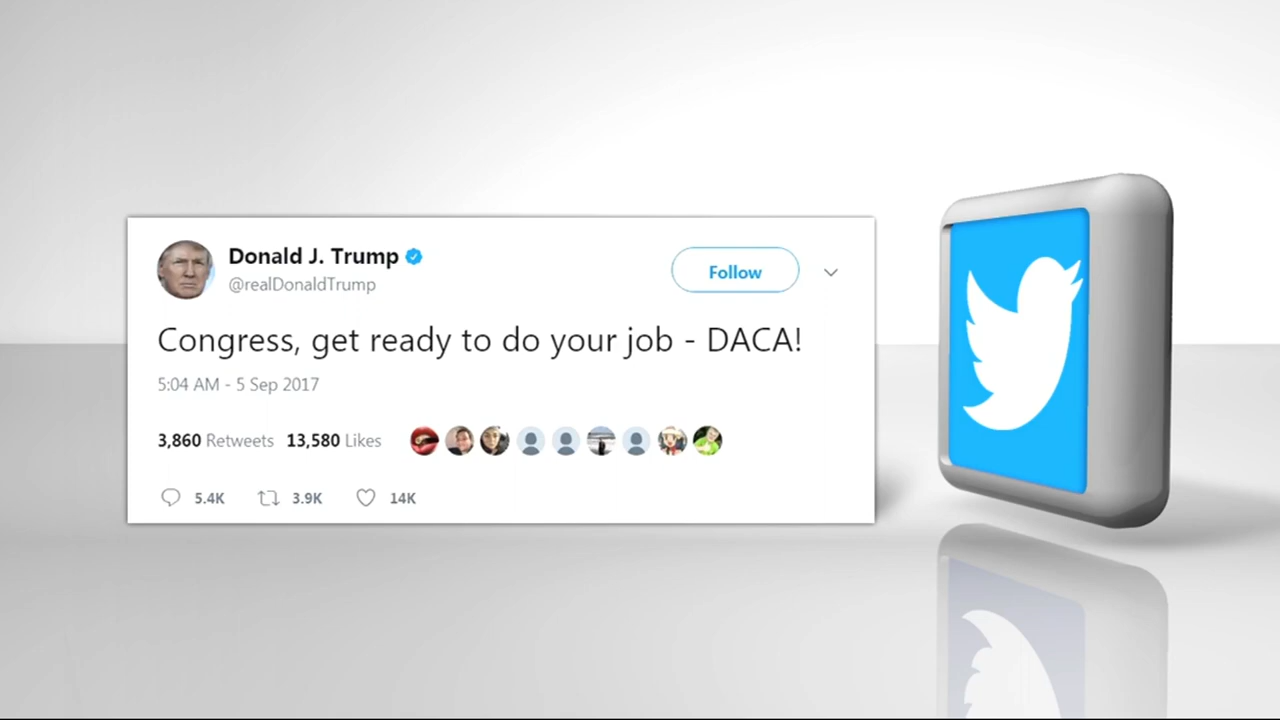 Donald J. Trump
@realDonaldTrump
Follow
Congress, get ready to do your job - DACA!
5:04 AM - 5 Sep 2017
3,860 Retweets 13,580 Likes
5.4K 3.9K 14K